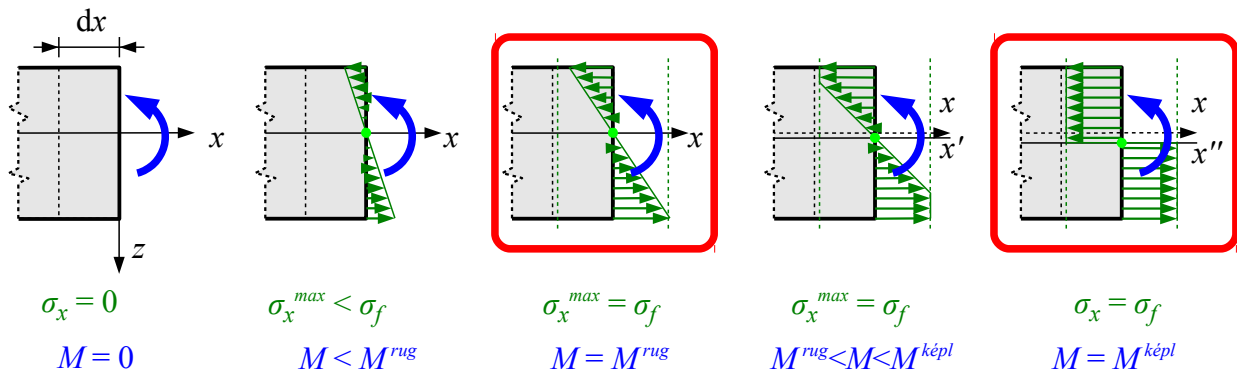 dx
x
z
x
x
x
x′
x
x″
σx = 0
σx^max < σf
σx^max = σf
σx^max = σf
σx = σf
M = 0
M < M^rug
M = M^rug
M^rug<M<M^képl
M = M^képl